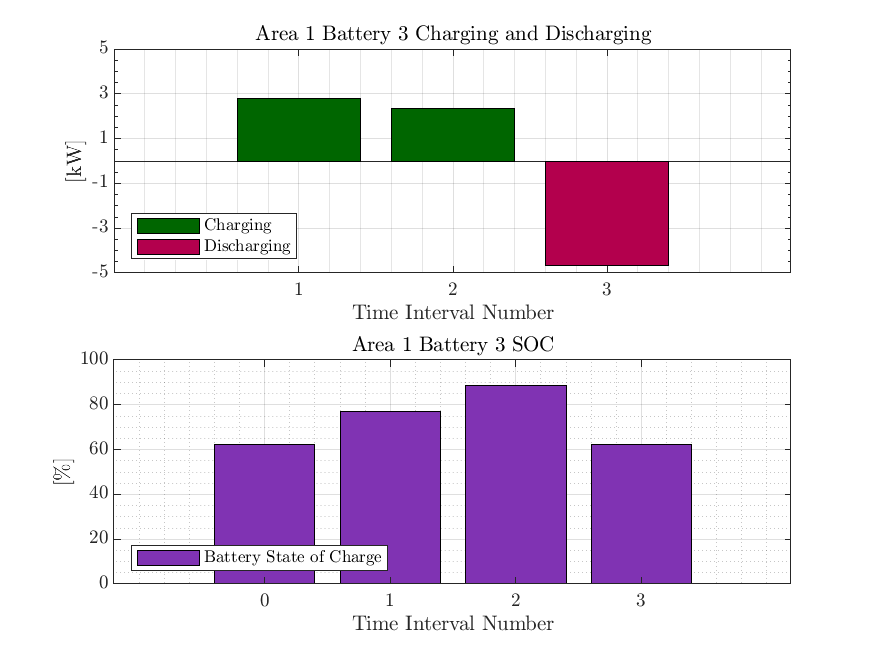 Area 1 Battery 3 Charging and Discharging
5
3
1
-1
-3
-5
[kW]
Charging
Discharging
1 2 3
Time Interval Number
Area 1 Battery 3 SOC
100
80
60
40
20
0
[%]
Battery State of Charge
0 1 2 3
Time Interval Number